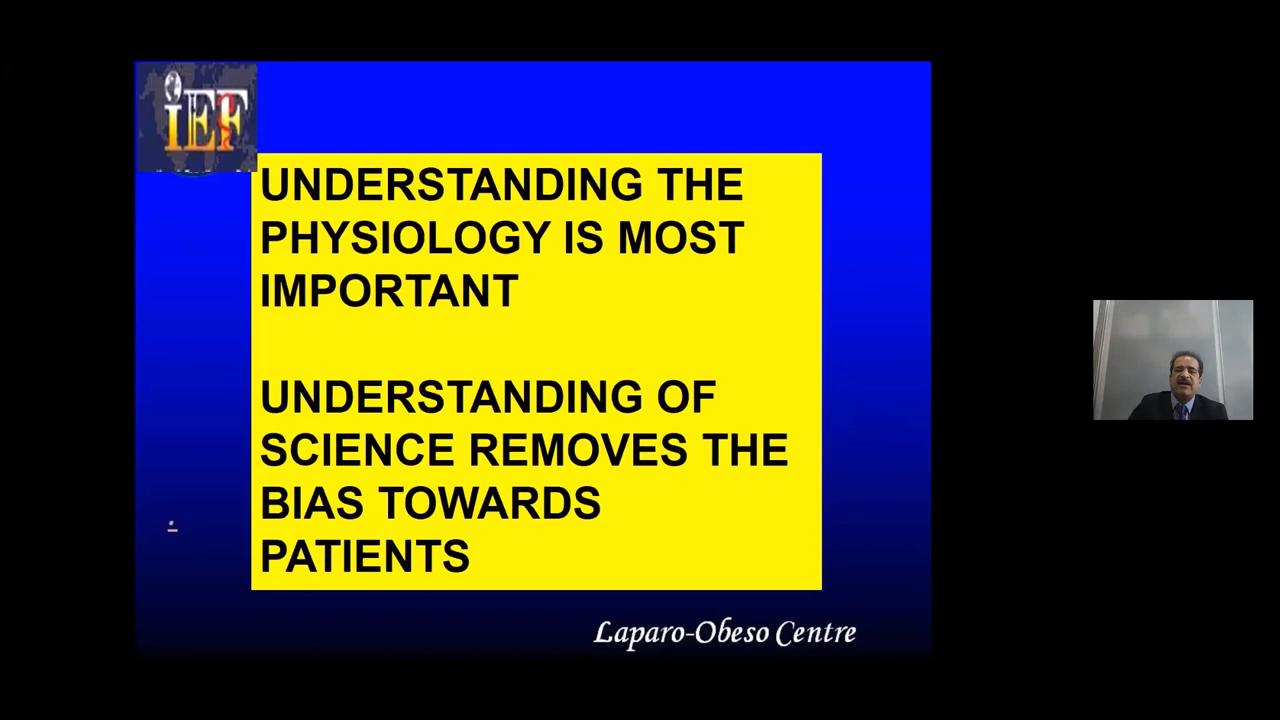 iEF
UNDERSTANDING THE
PHYSIOLOGY IS MOST
IMPORTANT
UNDERSTANDING OF
SCIENCE REMOVES THE
BIAS TOWARDS
PATIENTS
Laparo-Obeso Centre